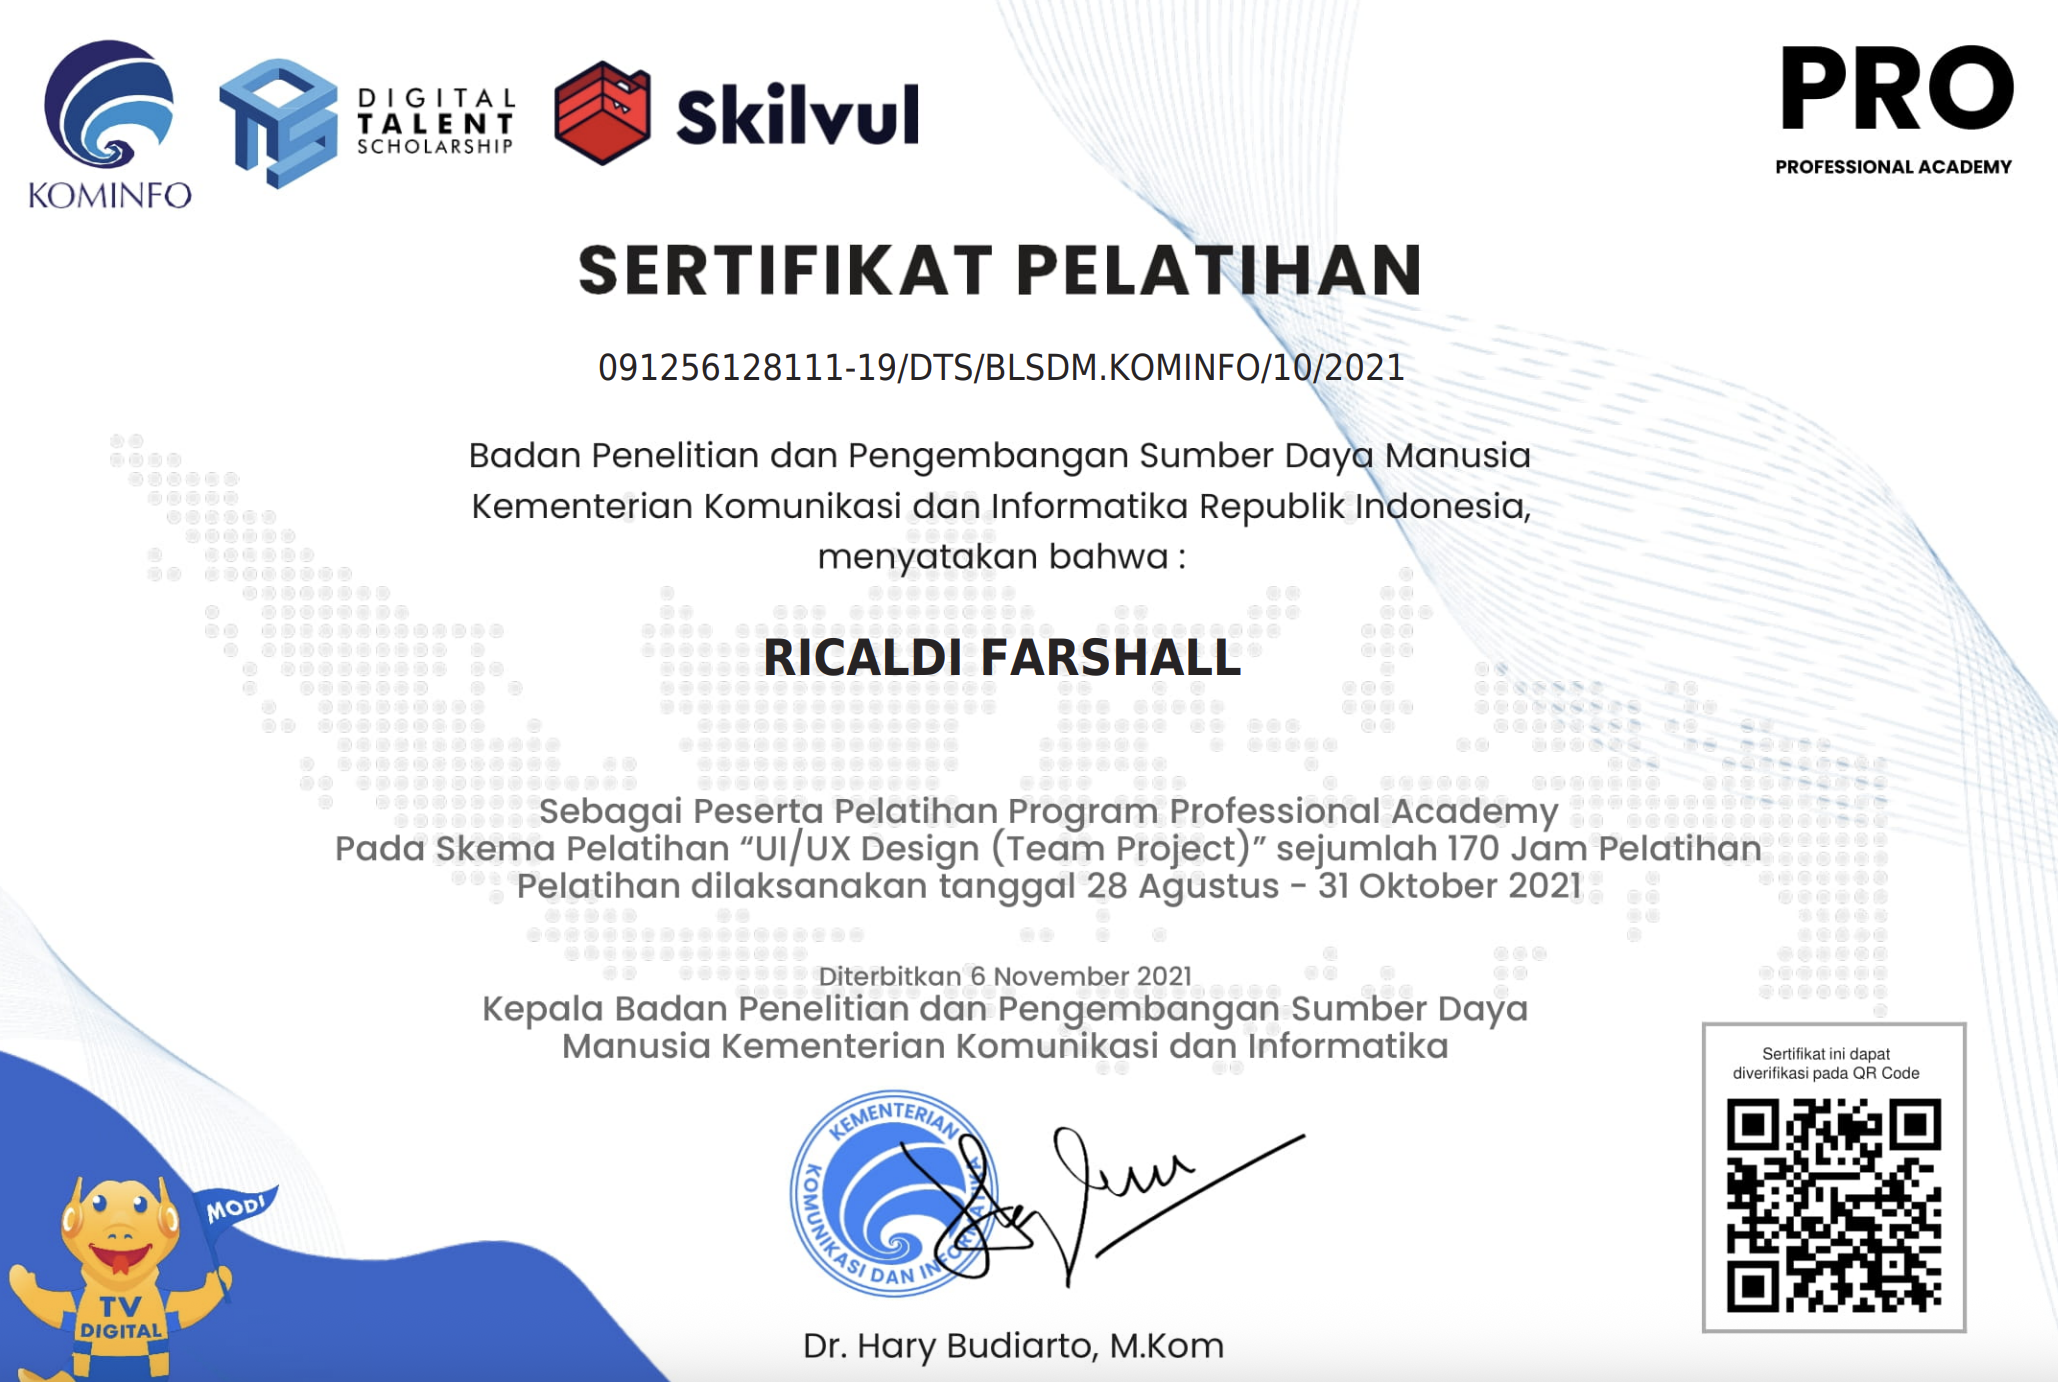 KOMINFO
DIGITAL
TALENT
SCHOLARSHIP
Skilvul
PRO
PROFESSIONAL ACADEMY
SERTIFIKAT PELATIHAN
091256128111-19/DTS/BLSDM.KOMINFO/10/2021
Badan Penelitian dan Pengembangan Sumber Daya Manusia
Kementerian Komunikasi dan Informatika Republik Indonesia,
menyatakan bahwa :
RICALDI FARSHALL
Sebagai Peserta Pelatihan Program Professional Academy
Pada Skema Pelatihan “UI/UX Design (Team Project)” sejumlah 170 Jam Pelatihan
Pelatihan dilaksanakan tanggal 28 Agustus - 31 Oktober 2021
Diterbitkan 6 November 2021
Kepala Badan Penelitian dan Pengembangan Sumber Daya
Manusia Kementerian Komunikasi dan Informatika
Sertifikat ini dapat
diverifikasi pada QR Code
KEMENTERIAN
KOMUNIKASI DAN INFORMATIKA
MODI
TV
DIGITAL
Dr. Hary Budiarto, M.Kom